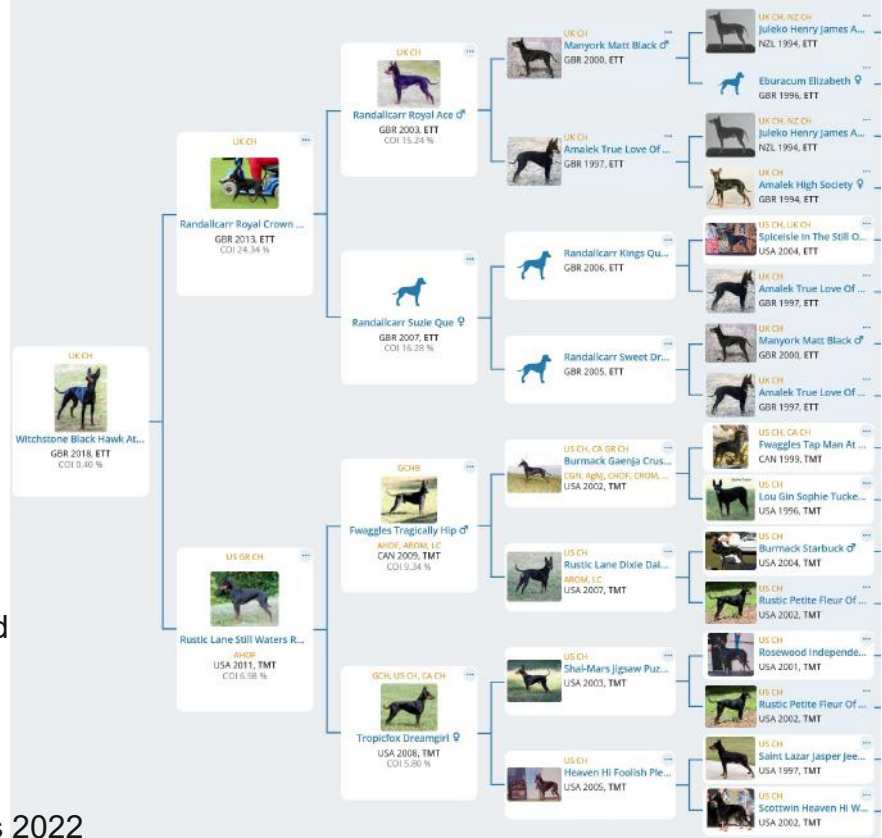 UK CH
Witchstone Black Hawk At...
GBR 2018, ETT
COI 0.40 %
UK CH
Randallcarr Royal Crown ...
GBR 2013, ETT
COI 24.34 %
US GR CH
Rustic Lane Still Waters R...
AHOF
USA 2011, TMT
COI 6.98 %
UK CH
Randallcarr Royal Ace ♂
GBR 2003, ETT
COI 15.24 %
Randallcarr Suzie Que ♀
GBR 2007, ETT
COI 16.28 %
GCHB
Fwaggles Tragically Hip ♂
AHOF, AROM, LC
CAN 2009, TMT
COI 9.34 %
GCH, US CH, CA CH
Tropicfox Dreamgirl ♀
USA 2008, TMT
COI 5.80 %
UK CH
Manyork Matt Black ♂
GBR 2000, ETT
UK CH
Amalek True Love Of ...
GBR 1997, ETT
Randallcarr Kings Qu...
GBR 2006, ETT
Randallcarr Sweet Dr...
GBR 2005, ETT
US CH, CA GR CH
Burmack Gaenja Crus...
CGN, AgNJ, CHOF, CROM, ...
USA 2002, TMT
US CH
Rustic Lane Dixie Dai...
AROM, LC
USA 2007, TMT
US CH
Shal-Mars Jigsaw Puz...
USA 2003, TMT
US CH
Heaven Hi Foolish Ple...
USA 2005, TMT
UK CH, NZ CH
Juleko Henry James A...
NZL 1994, ETT
Eburacum Elizabeth ♀
GBR 1996, ETT
UK CH, NZ CH
Juleko Henry James A...
NZL 1994, ETT
UK CH
Amalek High Society ♀
GBR 1994, ETT
US CH, UK CH
Spiceisle In The Still O...
USA 2004, ETT
UK CH
Amalek True Love Of ...
GBR 1997, ETT
UK CH
Manyork Matt Black ♂
GBR 2000, ETT
UK CH
Amalek True Love Of ...
GBR 1997, ETT
US CH, CA CH
Fwaggles Tap Man At ...
CAN 1999, TMT
US CH
Lou Gin Sophie Tucke...
USA 1996, TMT
US CH
Burmack Starbuck ♂
USA 2004, TMT
US CH
Rustic Petite Fleur Of ...
USA 2002, TMT
US CH
Rosewood Independe...
USA 2001, TMT
US CH
Rustic Petite Fleur Of ...
USA 2002, TMT
US CH
Saint Lazar Jasper Jee...
USA 1997, TMT
US CH
Scottwin Heaven Hi W...
USA 2002, TMT
d
s 2022